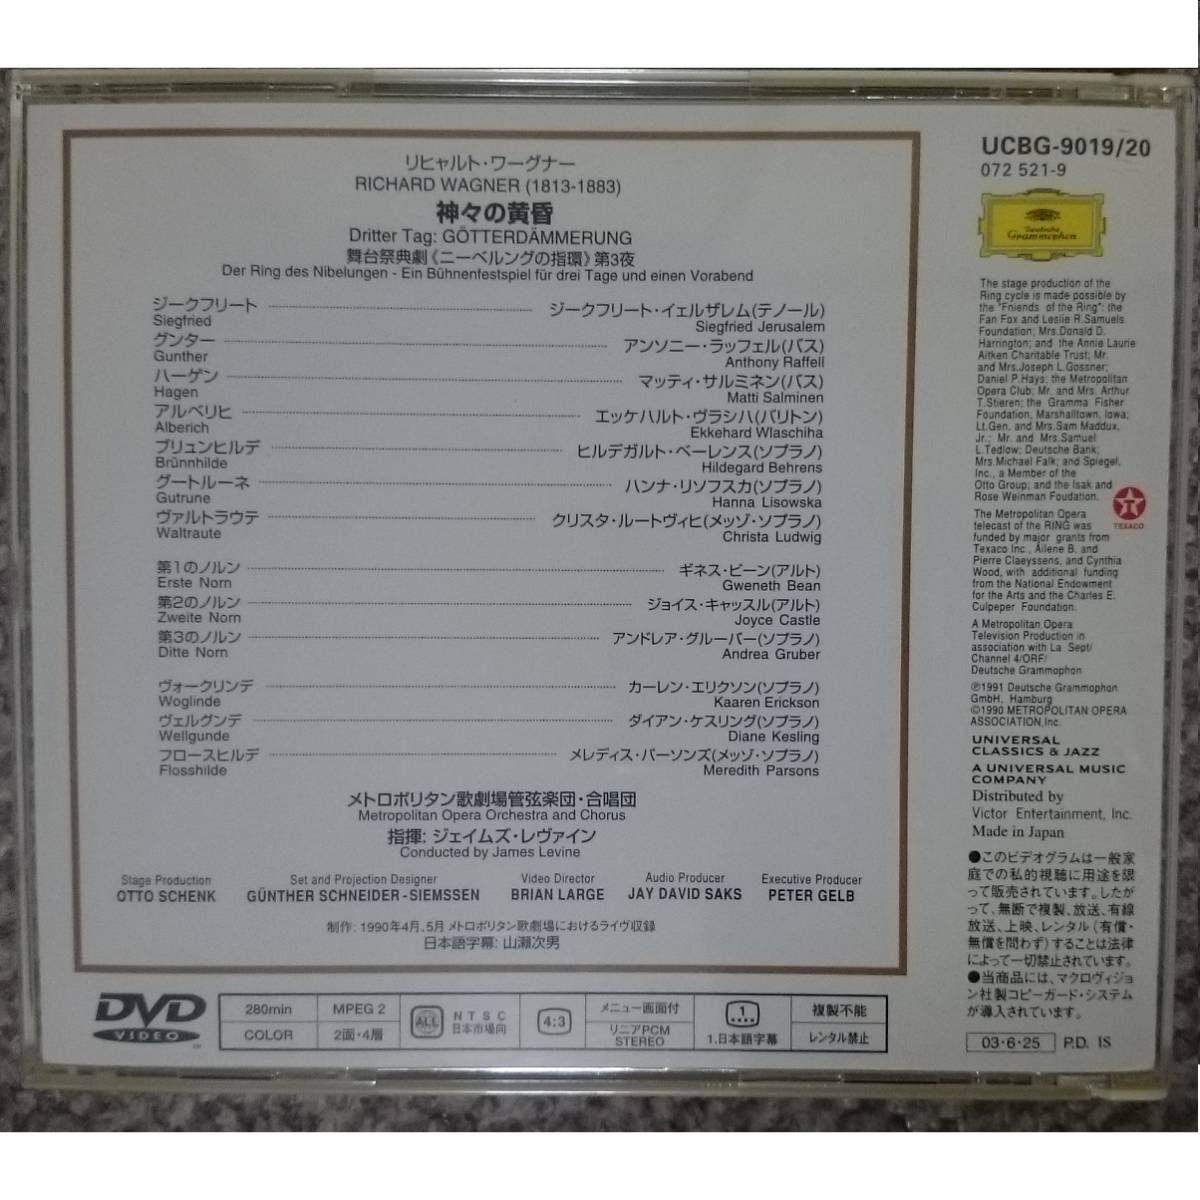 リヒャルト・ワーグナー
RICHARD WAGNER (1813-1883)
神々の黄昏
Dritter Tag: GÖTTERDÄMMERUNG
舞台祭典劇《ニーベルングの指環》第3夜
Der Ring des Nibelungen - Ein Bühnenfestspiel für drei Tage und einen Vorabend
ジークフリート ジークフリート・イェルザレム(テノール)
Siegfried Siegfried Jerusalem
グンター アンソニー・ラッフェル(バス)
Gunther Anthony Raffell
ハーゲン マッティ・サルミネン(バス)
Hagen Matti Salminen
アルベリヒ エッケハルト・ヴラシハ(バリトン)
Alberich Ekkehard Wlaschiha
ブリュンヒルデ ヒルデガルト・ベーレンス(ソプラノ)
Brünnhilde Hildegard Behrens
グートルーネ ハンナ・リソフスカ(ソプラノ)
Gutrune Hanna Lisowska
ヴァルトラウテ クリスタ・ルートヴィヒ(メッゾ・ソプラノ)
Waltraute Christa Ludwig
第1のノルン ギネス・ビーン(アルト)
Erste Norn Gweneth Bean
第2のノルン ジョイス・キャッスル(アルト)
Zweite Norn Joyce Castle
第3のノルン アンドレア・グルーバー(ソプラノ)
Ditte Norn Andrea Gruber
ヴォークリンデ カーレン・エリクソン(ソプラノ)
Woglinde Kaaren Erickson
ヴェルグンデ ダイアン・ケスリング(ソプラノ)
Wellgunde Diane Kesling
フロースヒルデ メレディス・パーソンズ(メッゾ・ソプラノ)
Flosshilde Meredith Parsons
メトロポリタン歌劇場管弦楽団・合唱団
Metropolitan Opera Orchestra and Chorus
指揮: ジェイムズ・レヴァイン
Conducted by James Levine
Stage Production Set and Projection Designer Video Director Audio Producer Executive Producer
OTTO SCHENK GÜNTHER SCHNEIDER-SIEMSSEN BRIAN LARGE JAY DAVID SAKS PETER GELB
制作: 1990年4月、5月 メトロポリタン歌劇場におけるライヴ収録
日本語字幕: 山瀬次男
DVD
VIDEO
280min MPEG 2
COLOR 2面・4層
ALL
NTSC
日本市場向
4:3
メニュー画面付
リニアPCM
STEREO
1
1.日本語字幕
複製不能
レンタル禁止
UCBG-9019/20
072 521-9
Deutsche
Grammophon
The stage production of the
Ring cycle is made possible by
the "Friends of the Ring": the
Fan Fox and Leslie R.Samuels
Foundation; Mrs.Donald D.
Harrington; and the Annie Laurie
Aitken Charitable Trust; Mr.
and Mrs.Joseph L.Gossner;
Daniel P.Hays; the Metropolitan
Opera Club; Mr. and Mrs. Arthur
T.Stieren; the Gramma Fisher
Foundation, Marshalltown, Iowa;
Lt.Gen. and Mrs.Sam Maddux,
Jr.; Mr. and Mrs.Samuel
L.Tedlow; Deutsche Bank;
Mrs.Michael Falk; and Spiegel,
Inc., a Member of the
Otto Group; and the Isak and
Rose Weinman Foudation.
T
TEXACO
The Metropolitan Opera
telecast of the RING was
funded by major grants from
Texaco Inc., Ailene B. and
Pierre Claeyssens, and Cynthia
Wood, with additional funding
from the National Endowment
for the Arts and the Charles E.
Culpeper Foundation.
A Metropolitan Opera
Television Production in
association with La Sept/
Channel 4/ORF/
Deutsche Grammophon
℗1991 Deutsche Grammophon
GmbH, Hamburg
©1990 METROPOLITAN OPERA
ASSOCIATION,Inc.
UNIVERSAL
CLASSICS & JAZZ
A UNIVERSAL MUSIC
COMPANY
Distributed by
Victor Entertainment, Inc.
Made in Japan
●このビデオグラムは一般家
庭での私的視聴に用途を限
って販売されています。したが
って、無断で複製、放送、有線
放送、上映、レンタル(有償・
無償を問わず)することは法律
によって一切禁止されています。
●当商品には、マクロヴィジョ
ン社製コピーガード・システム
が導入されています。
03・6・25 P.D. IS